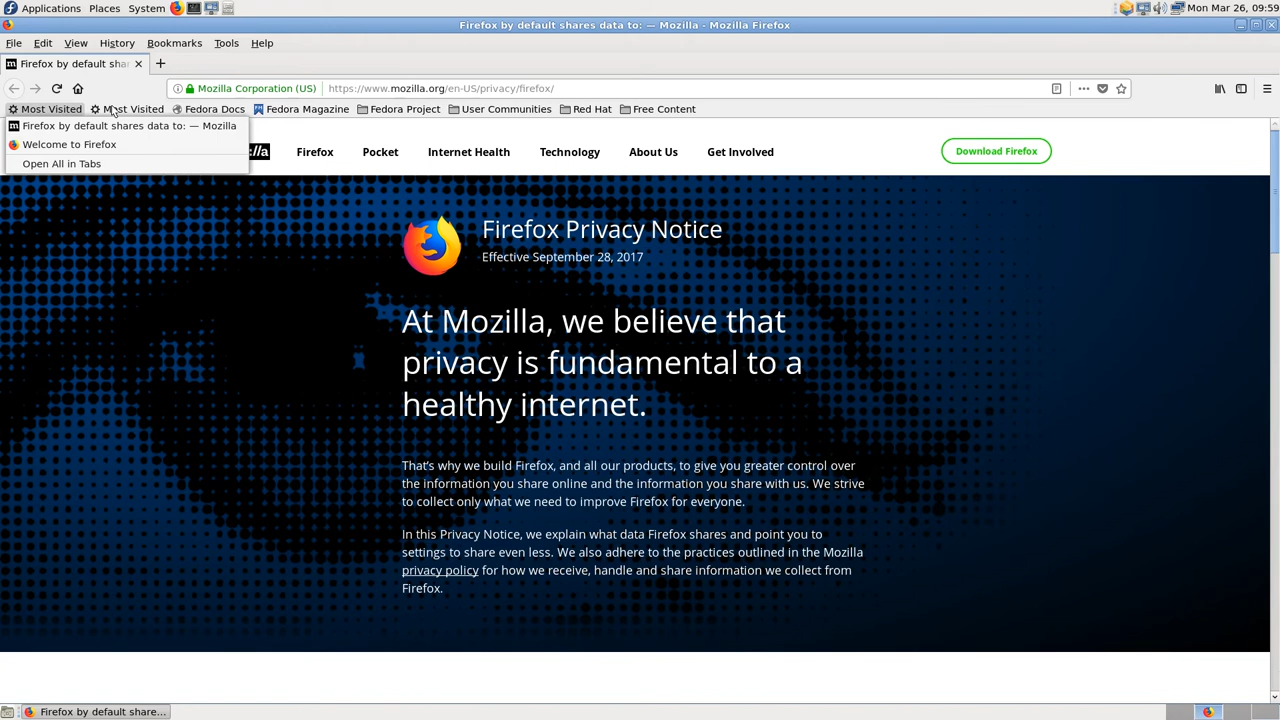 Applications Places System Mon Mar 26, 09:59
Firefox by default shares data to: — Mozilla - Mozilla Firefox
File Edit View History Bookmarks Tools Help
Firefox by default shar
Mozilla Corporation (US) https://www.mozilla.org/en-US/privacy/firefox/
Most Visited Most Visited Fedora Docs Fedora Magazine Fedora Project User Communities Red Hat Free Content
Firefox by default shares data to: — Mozilla
Welcome to Firefox
Open All in Tabs
//a Firefox Pocket Internet Health Technology About Us Get Involved Download Firefox
Firefox Privacy Notice
Effective September 28, 2017
At Mozilla, we believe that
privacy is fundamental to a
healthy internet.
That's why we build Firefox, and all our products, to give you greater control over
the information you share online and the information you share with us. We strive
to collect only what we need to improve Firefox for everyone.
In this Privacy Notice, we explain what data Firefox shares and point you to
settings to share even less. We also adhere to the practices outlined in the Mozilla
privacy policy for how we receive, handle and share information we collect from
Firefox.
Firefox by default share...